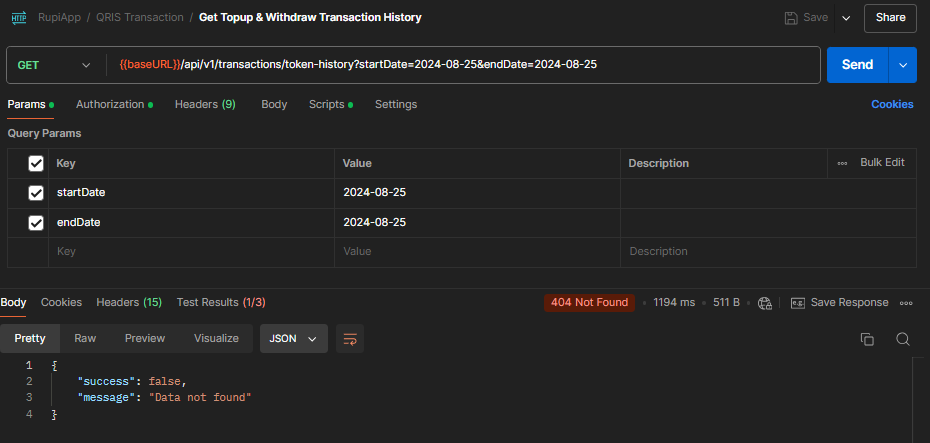 HTTP RupiApp / QRIS Transaction / Get Topup & Withdraw Transaction History Save Share
GET {{baseURL}}/api/v1/transactions/token-history?startDate=2024-08-25&endDate=2024-08-25 Send
Params Authorization Headers (9) Body Scripts Settings Cookies
Query Params
Key Value Description Bulk Edit
startDate 2024-08-25
endDate 2024-08-25
Key Value Description
Body Cookies Headers (15) Test Results (1/3) 404 Not Found 1194 ms 511 B Save Response
Pretty Raw Preview Visualize JSON
1 {
2 "success": false,
3 "message": "Data not found"
4 }